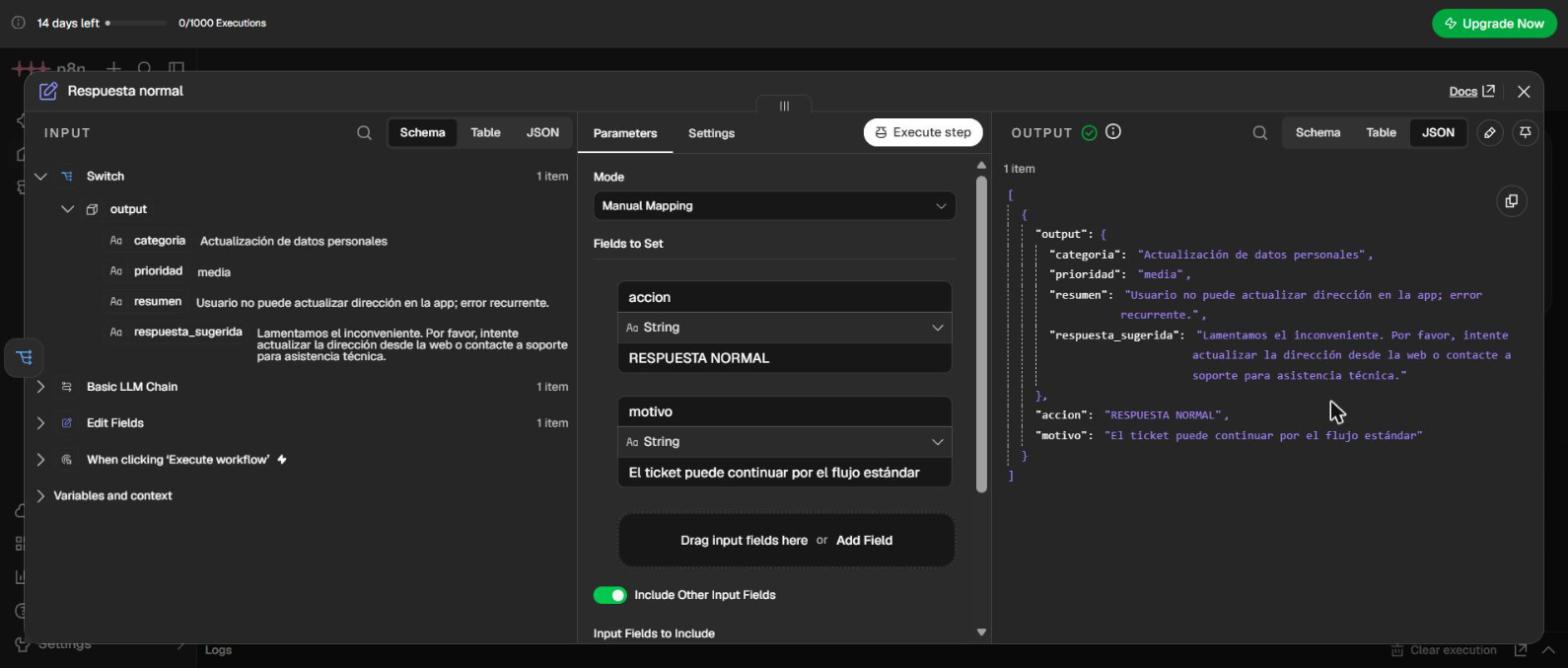 14 days left
0/1000 Executions
Upgrade Now
n8n
Respuesta normal
Docs
INPUT
Schema
Table
JSON
Parameters
Settings
Execute step
OUTPUT
Schema
Table
JSON
Switch
1 item
output
Aa categoria Actualización de datos personales
Aa prioridad media
Aa resumen Usuario no puede actualizar dirección en la app; error recurrente.
Aa respuesta_sugerida Lamentamos el inconveniente. Por favor, intente
actualizar la dirección desde la web o contacte a soporte
para asistencia técnica.
Basic LLM Chain
1 item
Edit Fields
1 item
When clicking ‘Execute workflow’
Variables and context
Mode
Manual Mapping
Fields to Set
accion
Aa String
RESPUESTA NORMAL
motivo
Aa String
El ticket puede continuar por el flujo estándar
Drag input fields here or Add Field
Include Other Input Fields
Input Fields to Include
1 item
[
{
"output": {
"categoria": "Actualización de datos personales",
"prioridad": "media",
"resumen": "Usuario no puede actualizar dirección en la app; error
recurrente.",
"respuesta_sugerida": "Lamentamos el inconveniente. Por favor, intente
actualizar la dirección desde la web o contacte a
soporte para asistencia técnica."
},
"accion": "RESPUESTA NORMAL",
"motivo": "El ticket puede continuar por el flujo estándar"
}
]
Settings
Logs
Clear execution